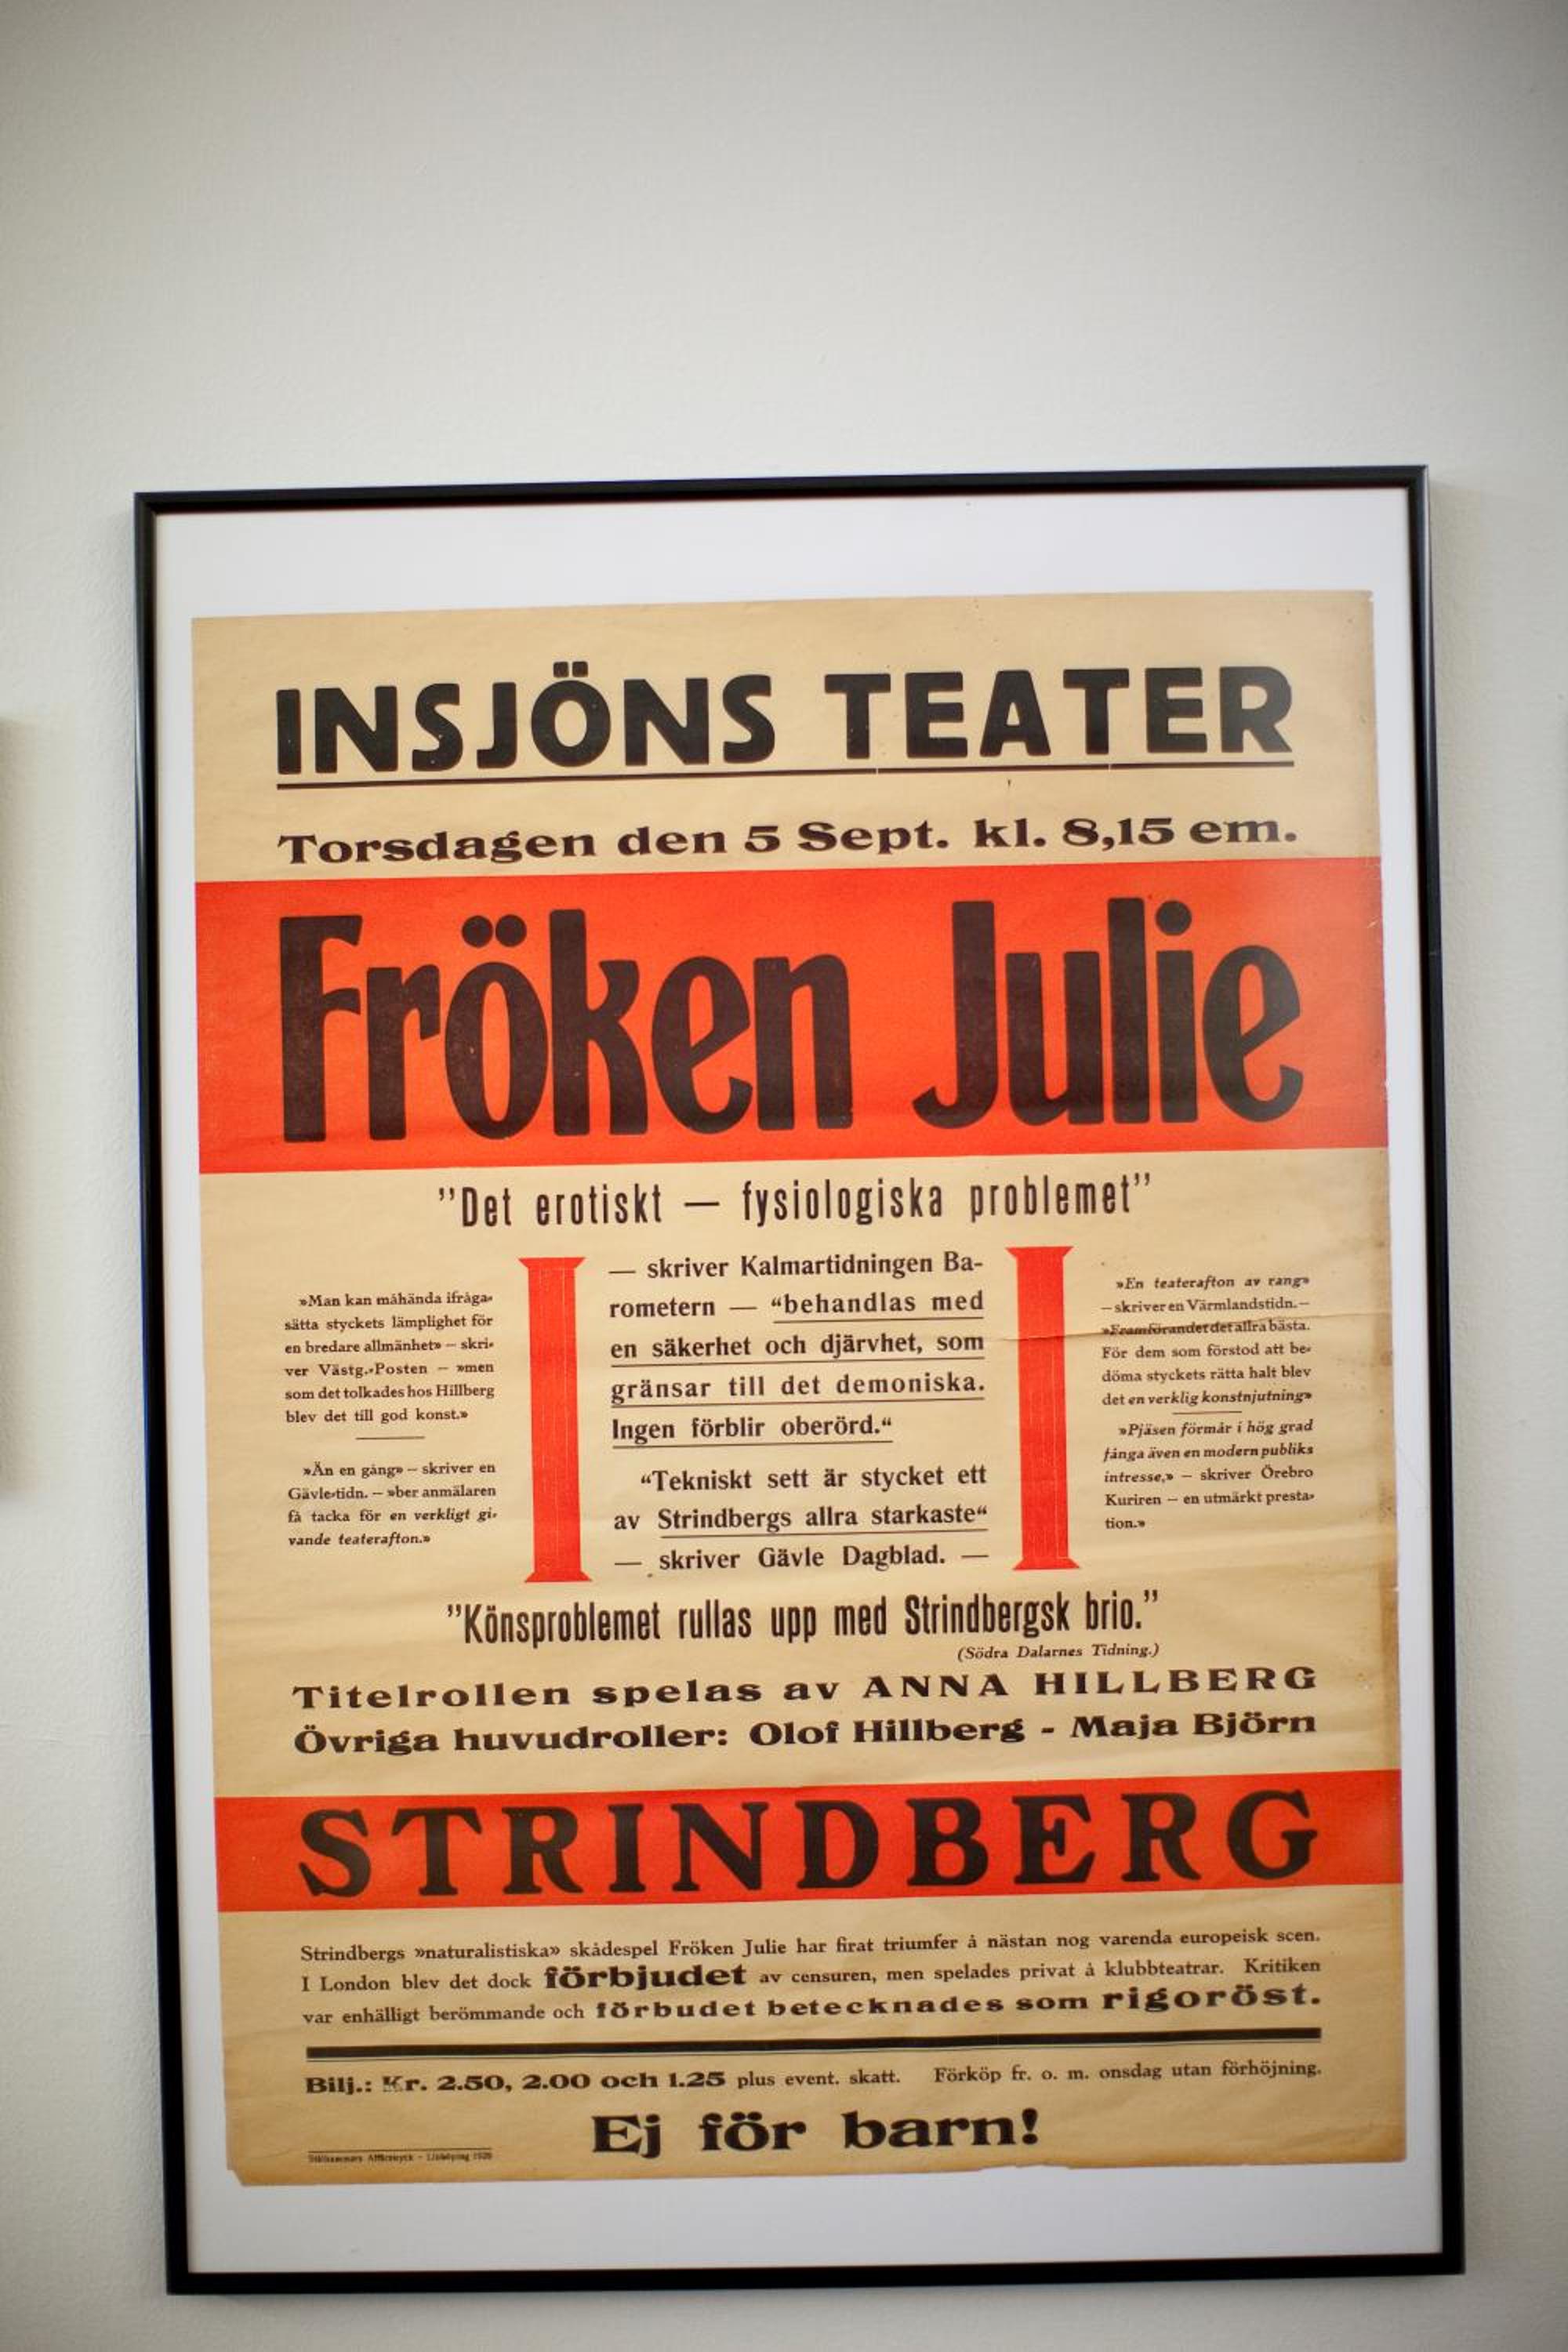 INSJÖNS TEATER
Torsdagen den 5 Sept. kl. 8,15 em.
Fröken Julie
”Det erotiskt — fysiologiska problemet”
»Man kan måhända ifråga-
sätta styckets lämplighet för
en bredare allmänhet» — skri-
ver Västg.-Posten — »men
som det tolkades hos Hillberg
blev det till god konst.»
»Än en gång» — skriver en
Gävle-tidn. — »ber anmälaren
få tacka för en verkligt gi-
vande teaterafton.»
— skriver Kalmartidningen Ba-
rometern — “behandlas med
en säkerhet och djärvhet, som
gränsar till det demoniska.
Ingen förblir oberörd.“
“Tekniskt sett är stycket ett
av Strindbergs allra starkaste“
— skriver Gävle Dagblad. —
»En teaterafton av rang»
— skriver en Värmlandstidn. —
»Framförandet det allra bästa.
För dem som förstod att be-
döma styckets rätta halt blev
det en verklig konstnjutning»
»Pjäsen förmår i hög grad
fånga även en modern publiks
intresse,» — skriver Örebro
Kuriren — en utmärkt presta-
tion.»
”Könsproblemet rullas upp med Strindbergsk brio.”
(Södra Dalarnes Tidning.)
Titelrollen spelas av ANNA HILLBERG
Övriga huvudroller: Olof Hillberg - Maja Björn
STRINDBERG
Strindbergs »naturalistiska» skådespel Fröken Julie har firat triumfer å nästan nog varenda europeisk scen.
I London blev det dock förbjudet av censuren, men spelades privat å klubbteatrar. Kritiken
var enhälligt berömmande och förbudet betecknades som rigoröst.
Bilj.: Kr. 2.50, 2.00 och 1.25 plus event. skatt. Förköp fr. o. m. onsdag utan förhöjning.
Ej för barn!